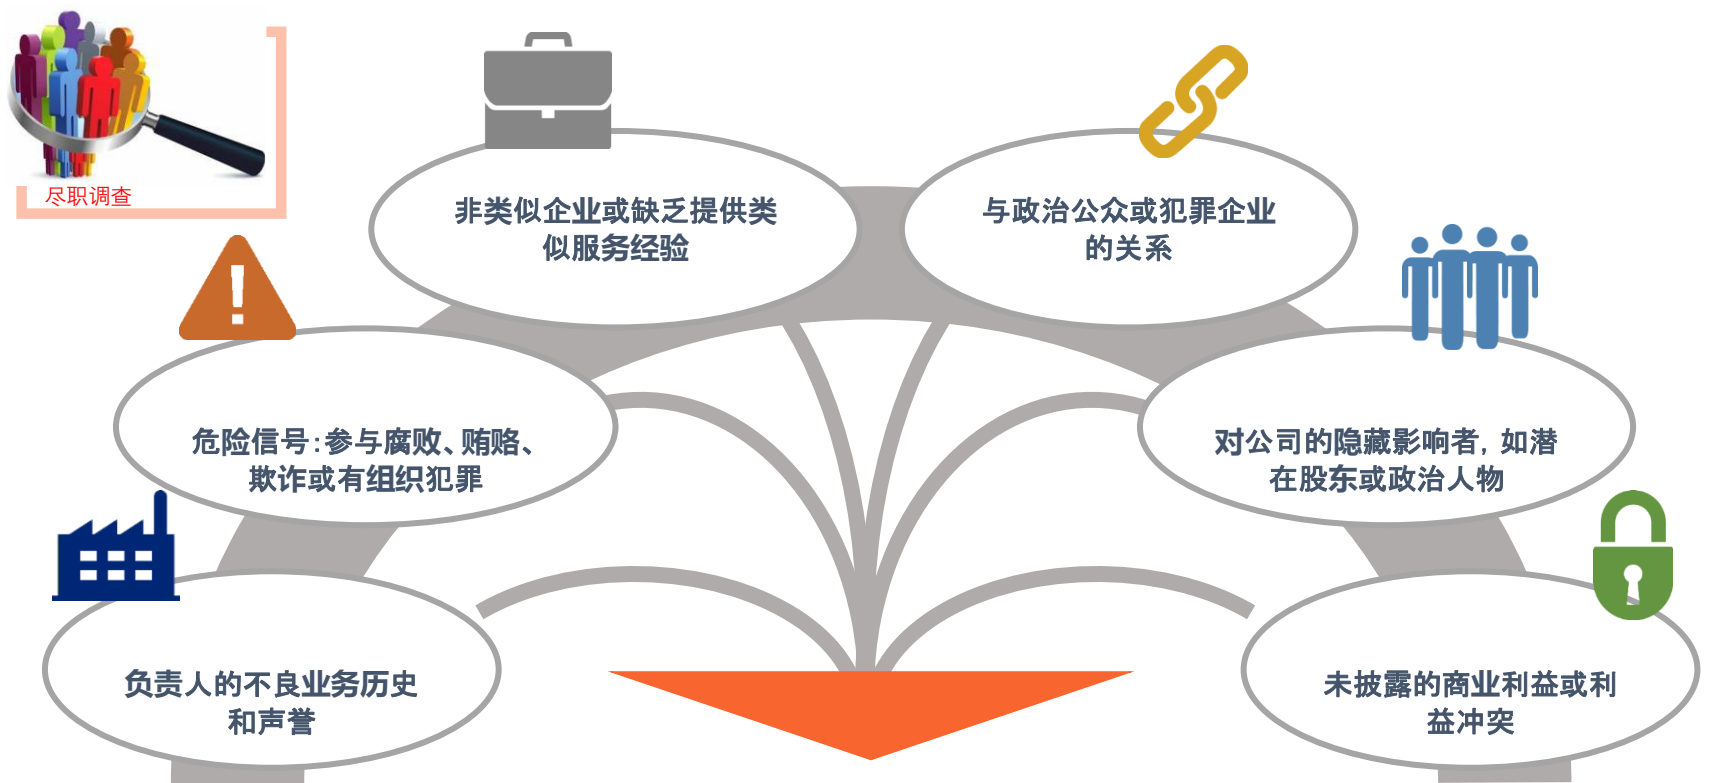 尽职调查
非类似企业或缺乏提供类
似服务经验
与政治公众或犯罪企业
的关系
危险信号：参与腐败、贿赂、
欺诈或有组织犯罪
对公司的隐藏影响者，如潜
在股东或政治人物
负责人的不良业务历史
和声誉
未披露的商业利益或利
益冲突